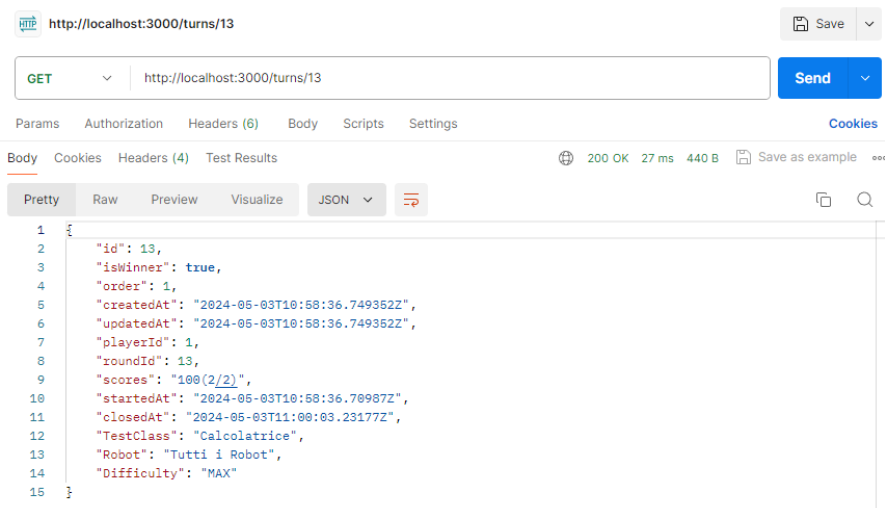 HTTP http://localhost:3000/turns/13 Save
GET http://localhost:3000/turns/13 Send
Params Authorization Headers (6) Body Scripts Settings Cookies
Body Cookies Headers (4) Test Results 200 OK 27 ms 440 B Save as example
Pretty Raw Preview Visualize JSON
1 {
2 "id": 13,
3 "isWinner": true,
4 "order": 1,
5 "createdAt": "2024-05-03T10:58:36.749352Z",
6 "updatedAt": "2024-05-03T10:58:36.749352Z",
7 "playerId": 1,
8 "roundId": 13,
9 "scores": "100(2/2)",
10 "startedAt": "2024-05-03T10:58:36.70987Z",
11 "closedAt": "2024-05-03T11:00:03.23177Z",
12 "TestClass": "Calcolatrice",
13 "Robot": "Tutti i Robot",
14 "Difficulty": "MAX"
15 }